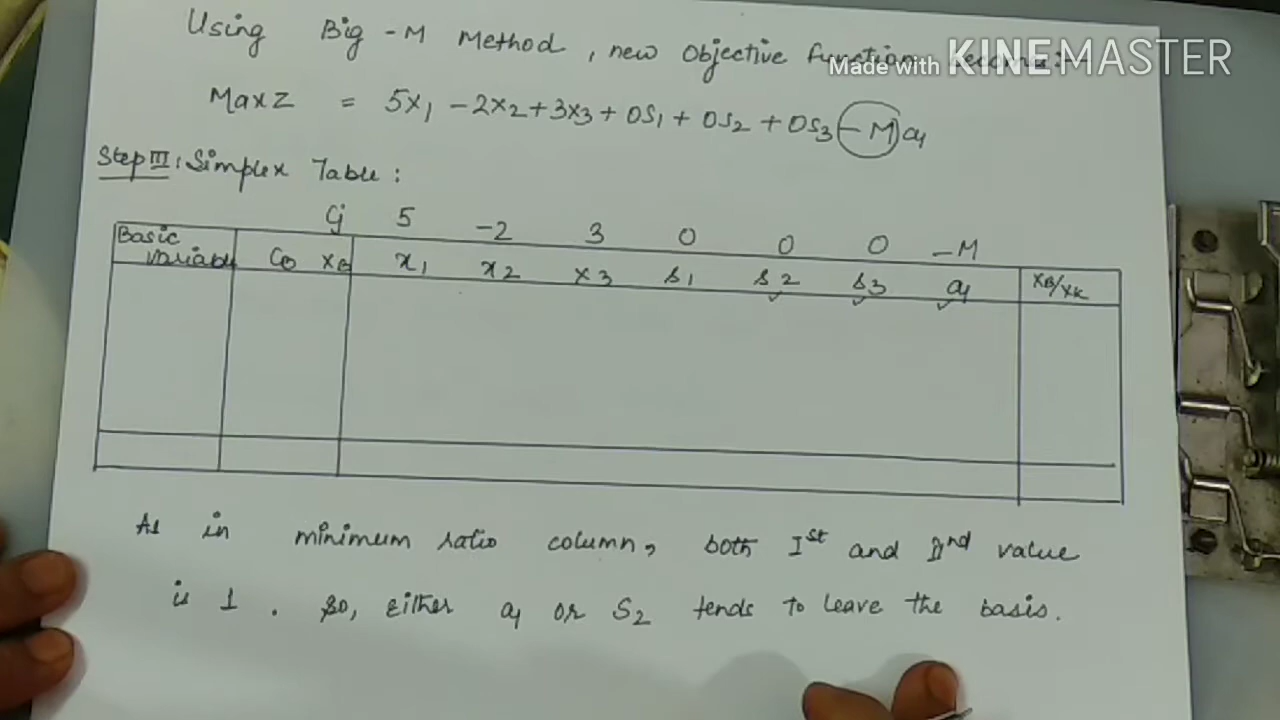 Using Big-M Method, new Objective function
Made with KINEMASTER
Max Z = 5x1 - 2x2 + 3x3 + 0s1 + 0s2 + 0s3 - Ma1
Step III: Simplex Table:
Cj 5 -2 3 0 0 0 -M
Basic variable CB XB x1 x2 x3 s1 s2 s3 a1 XB/XK
As in minimum ratio column, both Ist and IInd value
is 1. So, either a1 or S2 tends to leave the basis.